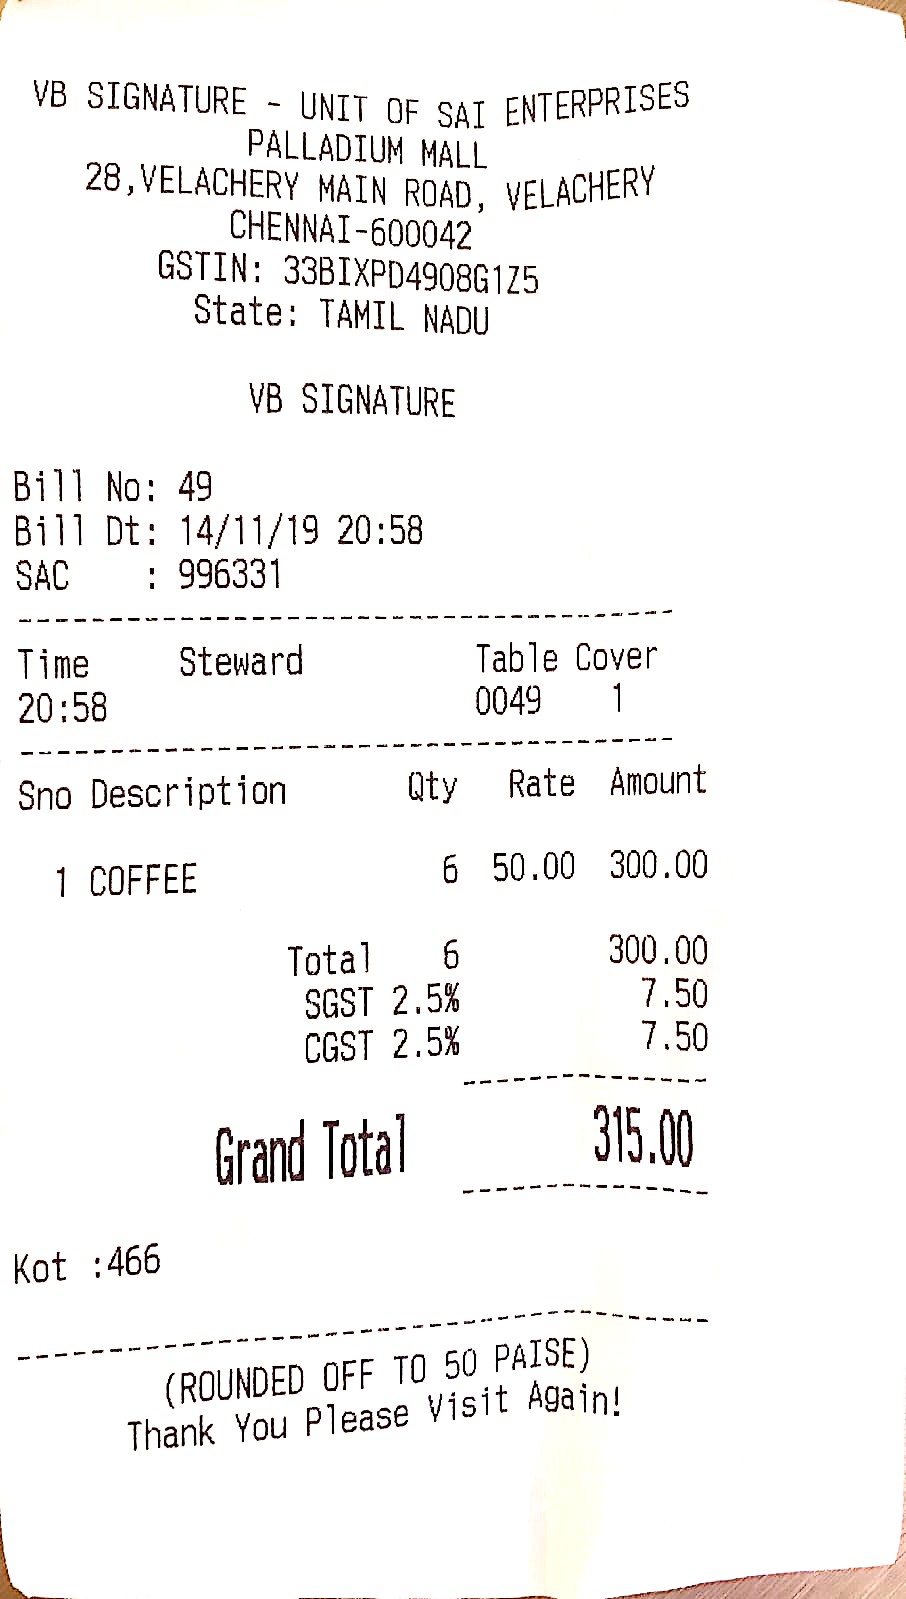 VB SIGNATURE - UNIT OF SAI ENTERPRISES
PALLADIUM MALL
28,VELACHERY MAIN ROAD, VELACHERY
CHENNAI-600042
GSTIN: 33BIXPD4908G1Z5
State: TAMIL NADU
VB SIGNATURE
Bill No: 49
Bill Dt: 14/11/19 20:58
SAC : 996331
Time Steward Table Cover
20:58 0049 1
Sno Description Qty Rate Amount
1 COFFEE 6 50.00 300.00
Total 6 300.00
SGST 2.5% 7.50
CGST 2.5% 7.50
Grand Total 315.00
Kot :466
(ROUNDED OFF TO 50 PAISE)
Thank You Please Visit Again!